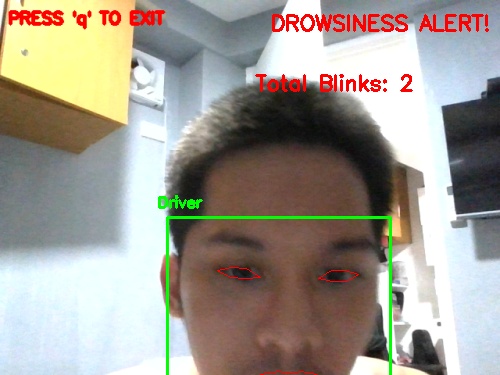 PRESS 'q' TO EXIT
DROWSINESS ALERT!
Total Blinks: 2
Driver